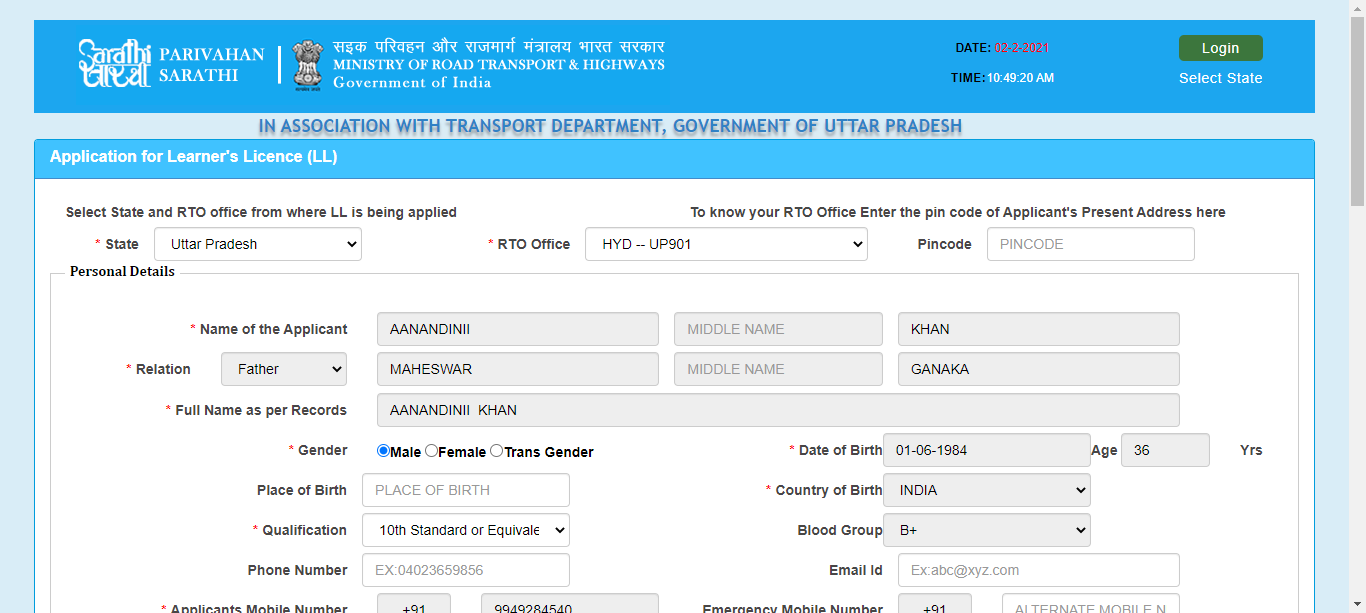 Sarathi सारथी PARIVAHAN SARATHI
सड़क परिवहन और राजमार्ग मंत्रालय भारत सरकार
MINISTRY OF ROAD TRANSPORT & HIGHWAYS
Government of India
DATE: 02-2-2021
TIME: 10:49:20 AM
Login
Select State
IN ASSOCIATION WITH TRANSPORT DEPARTMENT, GOVERNMENT OF UTTAR PRADESH
Application for Learner's Licence (LL)
Select State and RTO office from where LL is being applied To know your RTO Office Enter the pin code of Applicant's Present Address here
* State Uttar Pradesh * RTO Office HYD -- UP901 Pincode PINCODE
Personal Details
* Name of the Applicant AANANDINII MIDDLE NAME KHAN
* Relation Father MAHESWAR MIDDLE NAME GANAKA
* Full Name as per Records AANANDINII KHAN
* Gender Male Female Trans Gender * Date of Birth 01-06-1984 Age 36 Yrs
Place of Birth PLACE OF BIRTH * Country of Birth INDIA
* Qualification 10th Standard or Equivale Blood Group B+
Phone Number EX:04023659856 Email Id Ex:abc@xyz.com
* Applicants Mobile Number +91 9949284540 Emergency Mobile Number +91 ALTERNATE MOBILE N